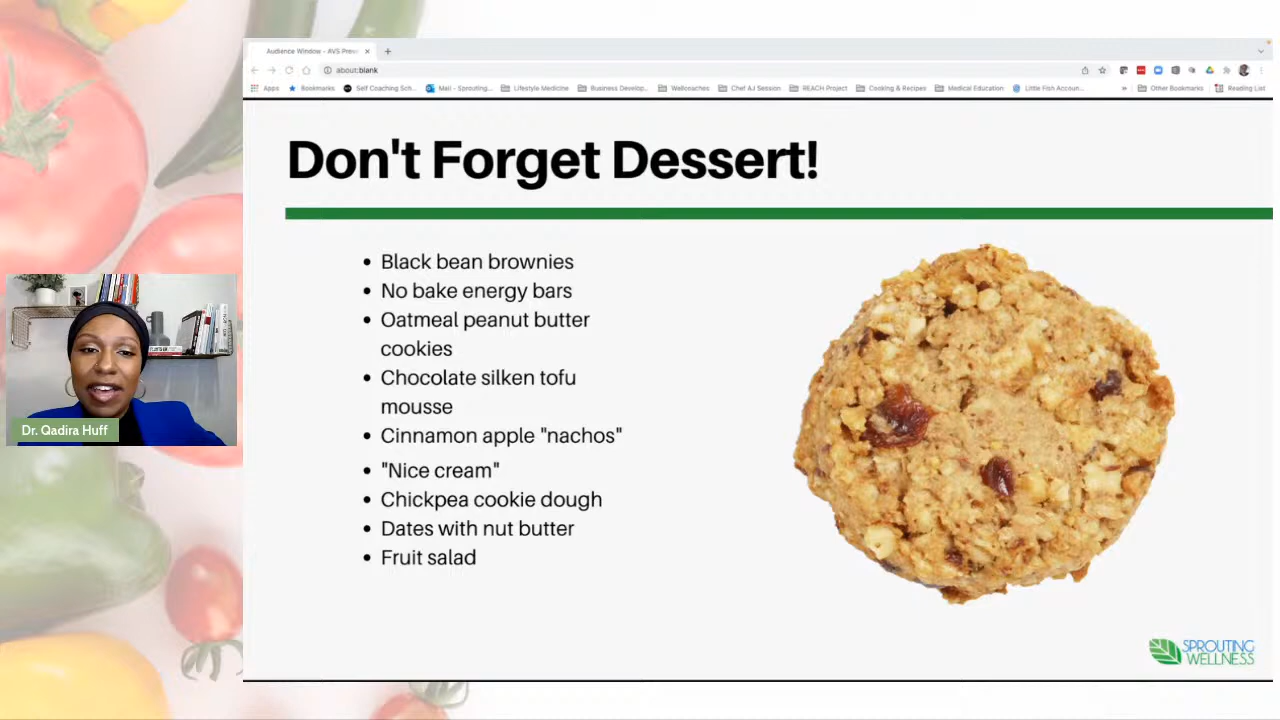 Audience Window - AVS Prev
about:blank
Apps Bookmarks Self Coaching Sch... Mail - Sprouting... Lifestyle Medicine Business Develop... Wellcoaches Chef AJ Session REACH Project Cooking & Recipes Medical Education Little Fish Accoun... » Other Bookmarks Reading List
Don't Forget Dessert!
• Black bean brownies
• No bake energy bars
• Oatmeal peanut butter
cookies
• Chocolate silken tofu
mousse
• Cinnamon apple "nachos"
• "Nice cream"
• Chickpea cookie dough
• Dates with nut butter
• Fruit salad
Dr. Qadira Huff
SPROUTING
WELLNESS